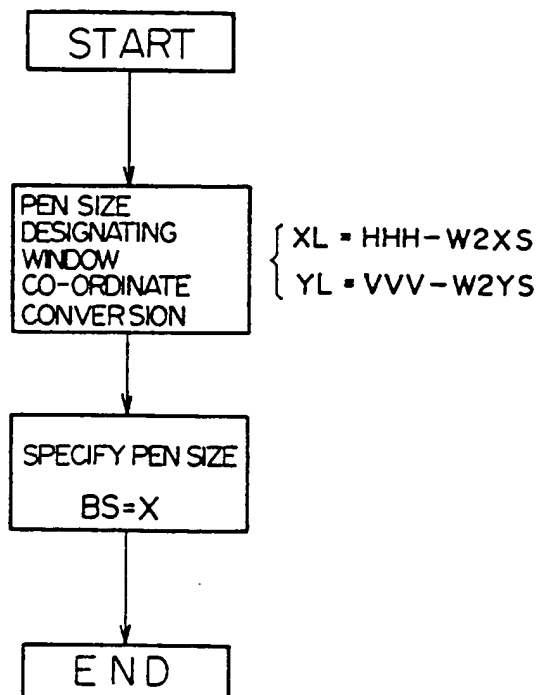 START
PEN SIZE
DESIGNATING
WINDOW
CO-ORDINATE
CONVERSION
XL = HHH-W2XS
YL = VVV-W2YS
SPECIFY PEN SIZE
BS=X
END